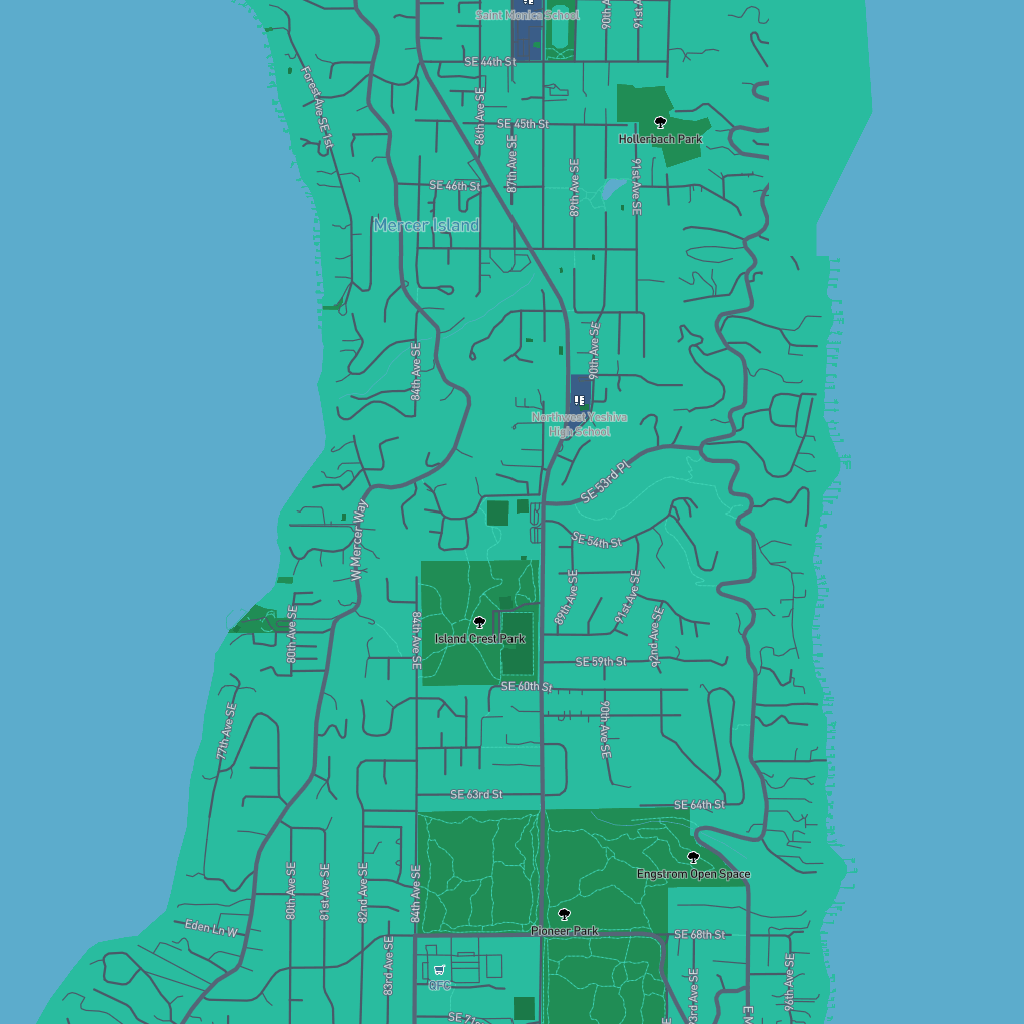 Saint Monica School
90th A
91st A
SE 44th St
Forest Ave SE 1st
86th Ave SE
SE 45th St
87th Ave SE
Hollerbach Park
89th Ave SE
91st Ave SE
SE 46th St
Mercer Island
84th Ave SE
90th Ave SE
Northwest Yeshiva
High School
SE 53rd Pl
W Mercer Way
SE 54th St
89th Ave SE
91st Ave SE
92nd Ave SE
80th Ave SE
84th Ave SE
Island Crest Park
SE 59th St
SE 60th St
77th Ave SE
90th Ave SE
SE 63rd St
SE 64th St
80th Ave SE
81st Ave SE
82nd Ave SE
84th Ave SE
Engstrom Open Space
Eden Ln W
Pioneer Park
SE 68th St
83rd Ave SE
QFC
93rd Ave SE
96th Ave SE
E M